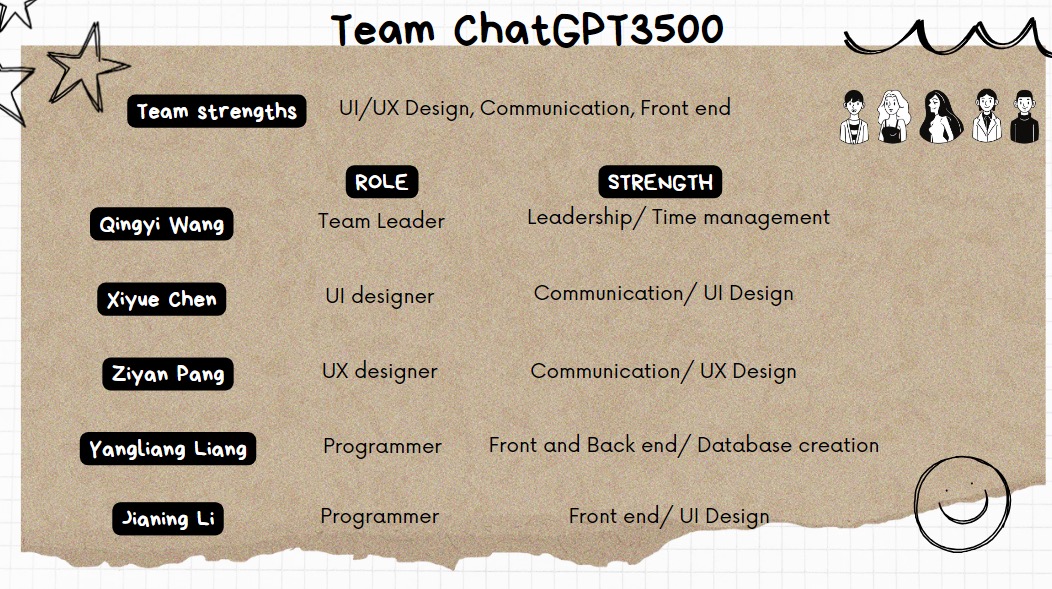 Team ChatGPT3500
Team strengths UI/UX Design, Communication, Front end
ROLE STRENGTH
Qingyi Wang Team Leader Leadership/ Time management
Xiyue Chen UI designer Communication/ UI Design
Ziyan Pang UX designer Communication/ UX Design
Yangliang Liang Programmer Front and Back end/ Database creation
Jianing Li Programmer Front end/ UI Design